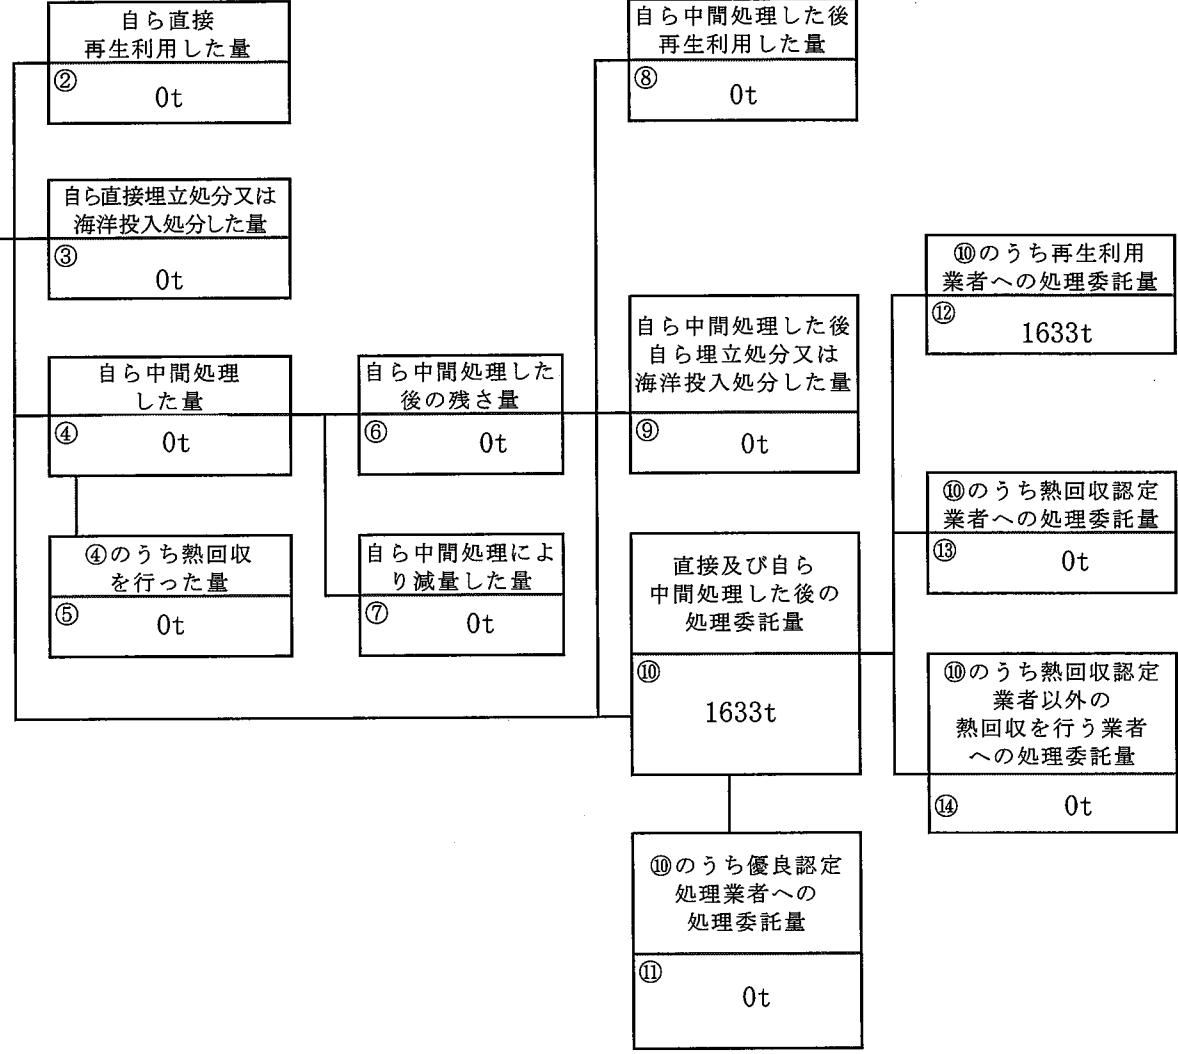 自ら直接
再生利用した量
②
0t
自ら直接埋立処分又は
海洋投入処分した量
③
0t
自ら中間処理
した量
④
0t
④のうち熱回収
を行った量
⑤
0t
自ら中間処理した
後の残さ量
⑥
0t
自ら中間処理によ
り減量した量
⑦
0t
自ら中間処理した後
再生利用した量
⑧
0t
自ら中間処理した後
自ら埋立処分又は
海洋投入処分した量
⑨
0t
直接及び自ら
中間処理した後の
処理委託量
⑩
1633t
⑩のうち優良認定
処理業者への
処理委託量
⑪
0t
⑩のうち再生利用
業者への処理委託量
⑫
1633t
⑩のうち熱回収認定
業者への処理委託量
⑬
0t
⑩のうち熱回収認定
業者以外の
熱回収を行う業者
への処理委託量
⑭
0t